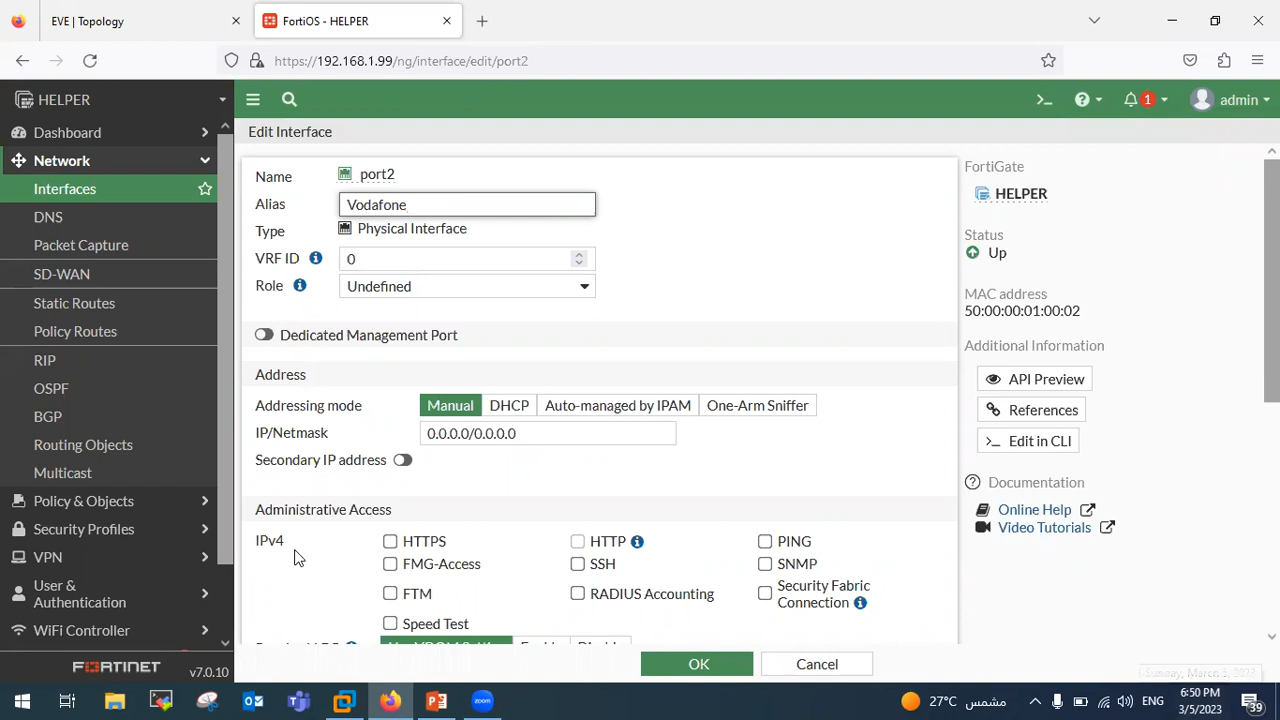 EVE | Topology
FortiOS - HELPER
https://192.168.1.99/ng/interface/edit/port2
HELPER
1
admin
Dashboard
Network
Interfaces
DNS
Packet Capture
SD-WAN
Static Routes
Policy Routes
RIP
OSPF
BGP
Routing Objects
Multicast
Policy & Objects
Security Profiles
VPN
User &
Authentication
WiFi Controller
FORTINET
v7.0.10
Edit Interface
Name port2
Alias Vodafone
Type Physical Interface
VRF ID 0
Role Undefined
Dedicated Management Port
Address
Addressing mode Manual DHCP Auto-managed by IPAM One-Arm Sniffer
IP/Netmask 0.0.0.0/0.0.0.0
Secondary IP address
Administrative Access
IPv4 HTTPS HTTP PING
FMG-Access SSH SNMP
FTM RADIUS Accounting Security Fabric
Connection
Speed Test
OK Cancel
FortiGate
HELPER
Status
Up
MAC address
50:00:00:01:00:02
Additional Information
API Preview
References
>_ Edit in CLI
Documentation
Online Help
Video Tutorials
27°C مشمس
ENG
6:50 PM
3/5/2023
39